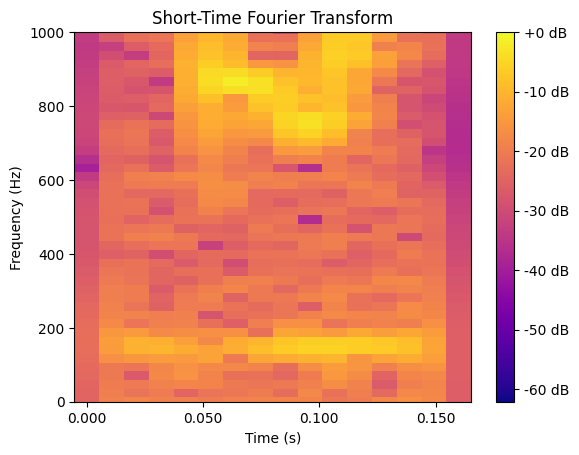 Short-Time Fourier Transform
Frequency (Hz)
1000
800
600
400
200
0
0.000
0.050
0.100
0.150
Time (s)
+0 dB
-10 dB
-20 dB
-30 dB
-40 dB
-50 dB
-60 dB